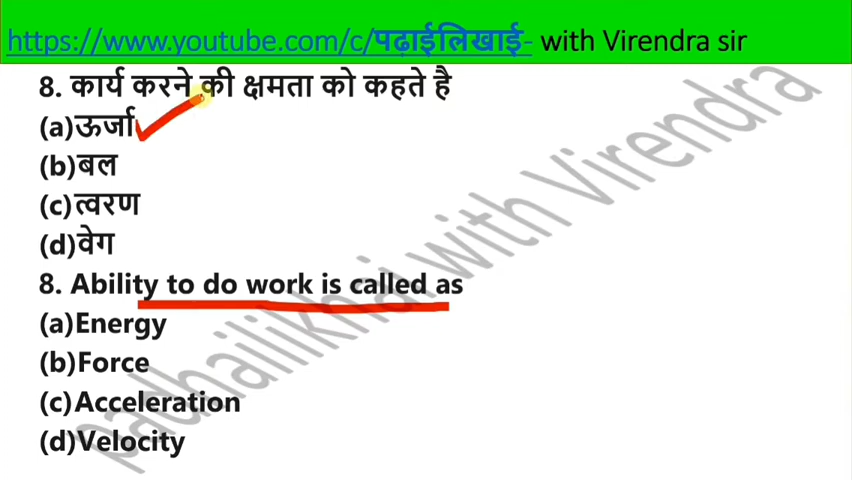 https://www.youtube.com/c/पढ़ाईलिखाई- with Virendra sir
8. कार्य करने की क्षमता को कहते है
(a)ऊर्जा
(b)बल
(c)त्वरण
(d)वेग
8. Ability to do work is called as
(a)Energy
(b)Force
(c)Acceleration
(d)Velocity
padhailikhai with Virendra